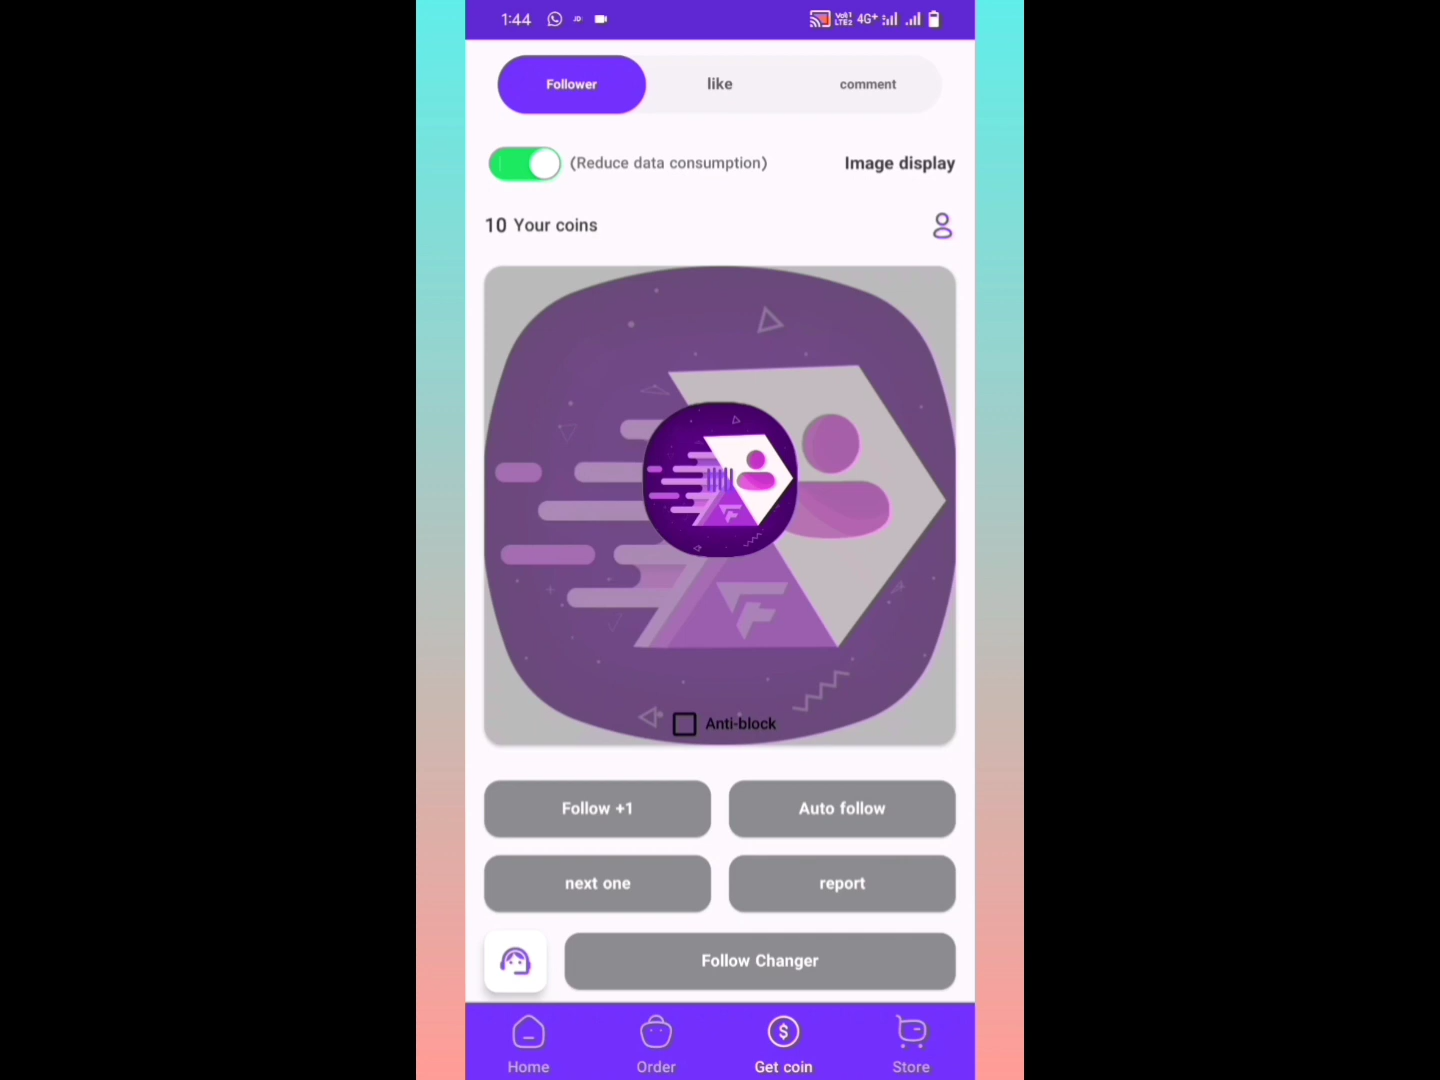 1:44
4G+
Follower like comment
(Reduce data consumption) Image display
10 Your coins
Anti-block
Follow +1 Auto follow
next one report
Follow Changer
Home Order Get coin Store